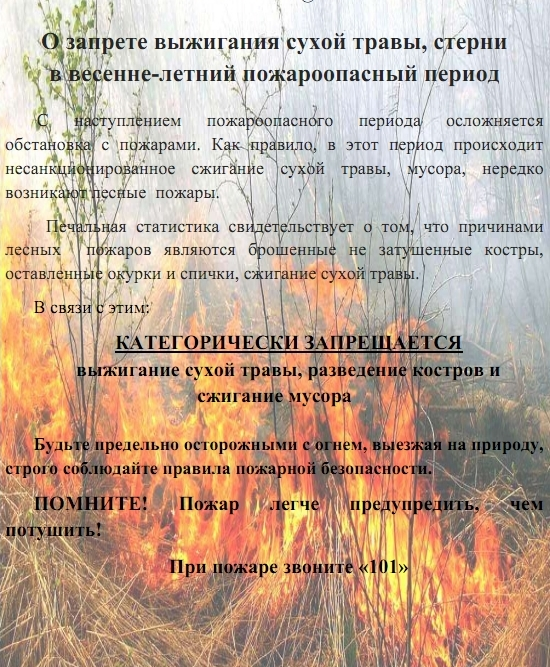 О запрете выжигания сухой травы, стерни
в весенне-летний пожароопасный период
С наступлением пожароопасного периода осложняется
обстановка с пожарами. Как правило, в этот период происходит
несанкционированное сжигание сухой травы, мусора, нередко
возникают лесные пожары.
Печальная статистика свидетельствует о том, что причинами
лесных пожаров являются брошенные не затушенные костры,
оставленные окурки и спички, сжигание сухой травы.
В связи с этим:
КАТЕГОРИЧЕСКИ ЗАПРЕЩАЕТСЯ
выжигание сухой травы, разведение костров и
сжигание мусора
Будьте предельно осторожными с огнем, выезжая на природу,
строго соблюдайте правила пожарной безопасности.
ПОМНИТЕ! Пожар легче предупредить, чем
потушить!
При пожаре звоните «101»